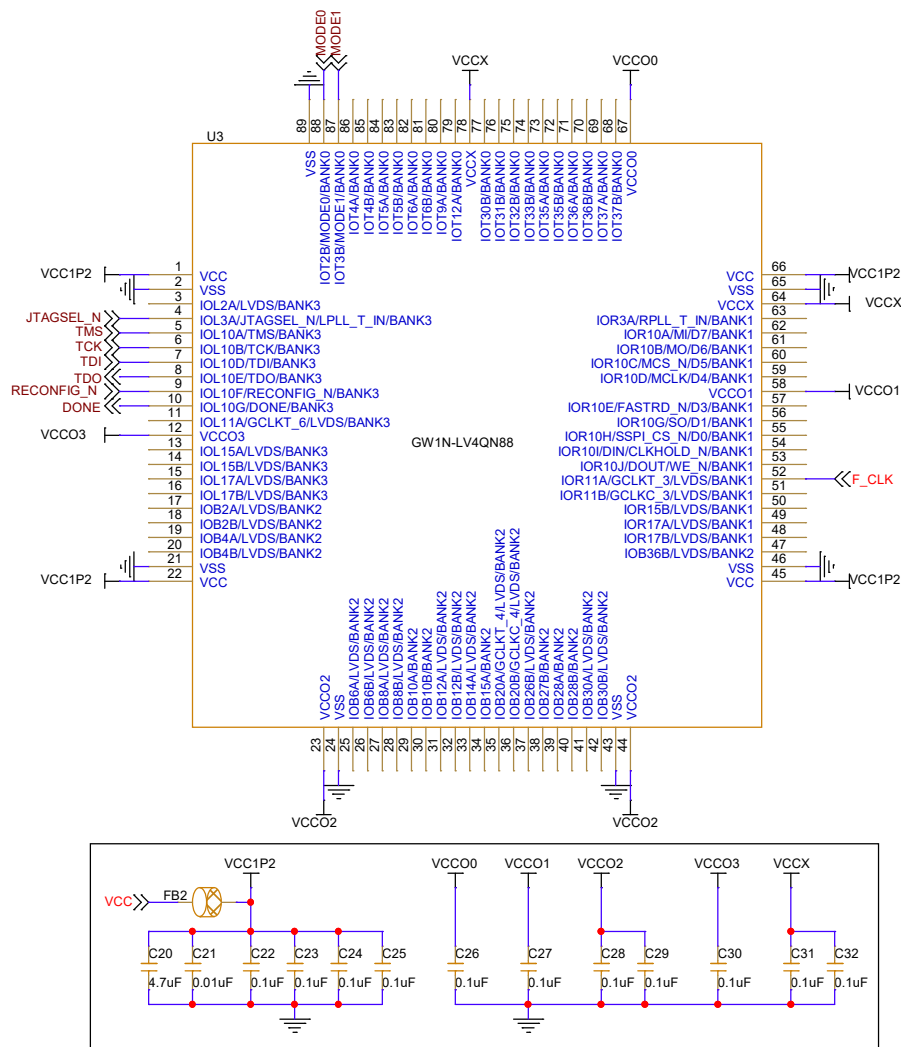 MODE0
MODE1
VCCX
VCCO0
U3
89
88
87
86
85
84
83
82
81
80
79
78
77
76
75
74
73
72
71
70
69
68
67
VSS
IOT2B/MODE0/BANK0
IOT3B/MODE1/BANK0
IOT4A/BANK0
IOT4B/BANK0
IOT5A/BANK0
IOT5B/BANK0
IOT6A/BANK0
IOT6B/BANK0
IOT9A/BANK0
IOT12A/BANK0
VCCX
IOT30B/BANK0
IOT31B/BANK0
IOT32B/BANK0
IOT33B/BANK0
IOT35A/BANK0
IOT35B/BANK0
IOT36A/BANK0
IOT36B/BANK0
IOT37A/BANK0
IOT37B/BANK0
VCCO0
VCC1P2 1 VCC
2 VSS
3 IOL2A/LVDS/BANK3
JTAGSEL_N 4 IOL3A/JTAGSEL_N/LPLL_T_IN/BANK3
TMS 5 IOL10A/TMS/BANK3
TCK 6 IOL10B/TCK/BANK3
TDI 7 IOL10D/TDI/BANK3
TDO 8 IOL10E/TDO/BANK3
RECONFIG_N 9 IOL10F/RECONFIG_N/BANK3
DONE 10 IOL10G/DONE/BANK3
11 IOL11A/GCLKT_6/LVDS/BANK3
VCCO3 12 VCCO3
13 IOL15A/LVDS/BANK3
14 IOL15B/LVDS/BANK3
15 IOL17A/LVDS/BANK3
16 IOL17B/LVDS/BANK3
17 IOB2A/LVDS/BANK2
18 IOB2B/LVDS/BANK2
19 IOB4A/LVDS/BANK2
20 IOB4B/LVDS/BANK2
21 VSS
VCC1P2 22 VCC
GW1N-LV4QN88
VCC 66 VCC1P2
VSS 65
VCCX 64 VCCX
IOR3A/RPLL_T_IN/BANK1 63
IOR10A/MI/D7/BANK1 62
IOR10B/MO/D6/BANK1 61
IOR10C/MCS_N/D5/BANK1 60
IOR10D/MCLK/D4/BANK1 59
VCCO1 58 VCCO1
IOR10E/FASTRD_N/D3/BANK1 57
IOR10G/SO/D1/BANK1 56
IOR10H/SSPI_CS_N/D0/BANK1 55
IOR10I/DIN/CLKHOLD_N/BANK1 54
IOR10J/DOUT/WE_N/BANK1 53
IOR11A/GCLKT_3/LVDS/BANK1 52 F_CLK
IOR11B/GCLKC_3/LVDS/BANK1 51
IOR15B/LVDS/BANK1 50
IOR17A/LVDS/BANK1 49
IOR17B/LVDS/BANK1 48
IOB36B/LVDS/BANK2 47
VSS 46
VCC 45 VCC1P2
VCCO2
VSS
IOB6A/LVDS/BANK2
IOB6B/LVDS/BANK2
IOB8A/LVDS/BANK2
IOB8B/LVDS/BANK2
IOB10A/BANK2
IOB10B/BANK2
IOB12A/LVDS/BANK2
IOB12B/LVDS/BANK2
IOB14A/LVDS/BANK2
IOB15A/BANK2
IOB20A/GCLKT_4/LVDS/BANK2
IOB20B/GCLKC_4/LVDS/BANK2
IOB26B/LVDS/BANK2
IOB27B/BANK2
IOB28A/BANK2
IOB28B/BANK2
IOB30A/LVDS/BANK2
IOB30B/LVDS/BANK2
VSS
VCCO2
23
24
25
26
27
28
29
30
31
32
33
34
35
36
37
38
39
40
41
42
43
44
VCCO2 VCCO2
VCC1P2 VCCO0 VCCO1 VCCO2 VCCO3 VCCX
VCC FB2
C20 C21 C22 C23 C24 C25 C26 C27 C28 C29 C30 C31 C32
4.7uF 0.01uF 0.1uF 0.1uF 0.1uF 0.1uF 0.1uF 0.1uF 0.1uF 0.1uF 0.1uF 0.1uF 0.1uF